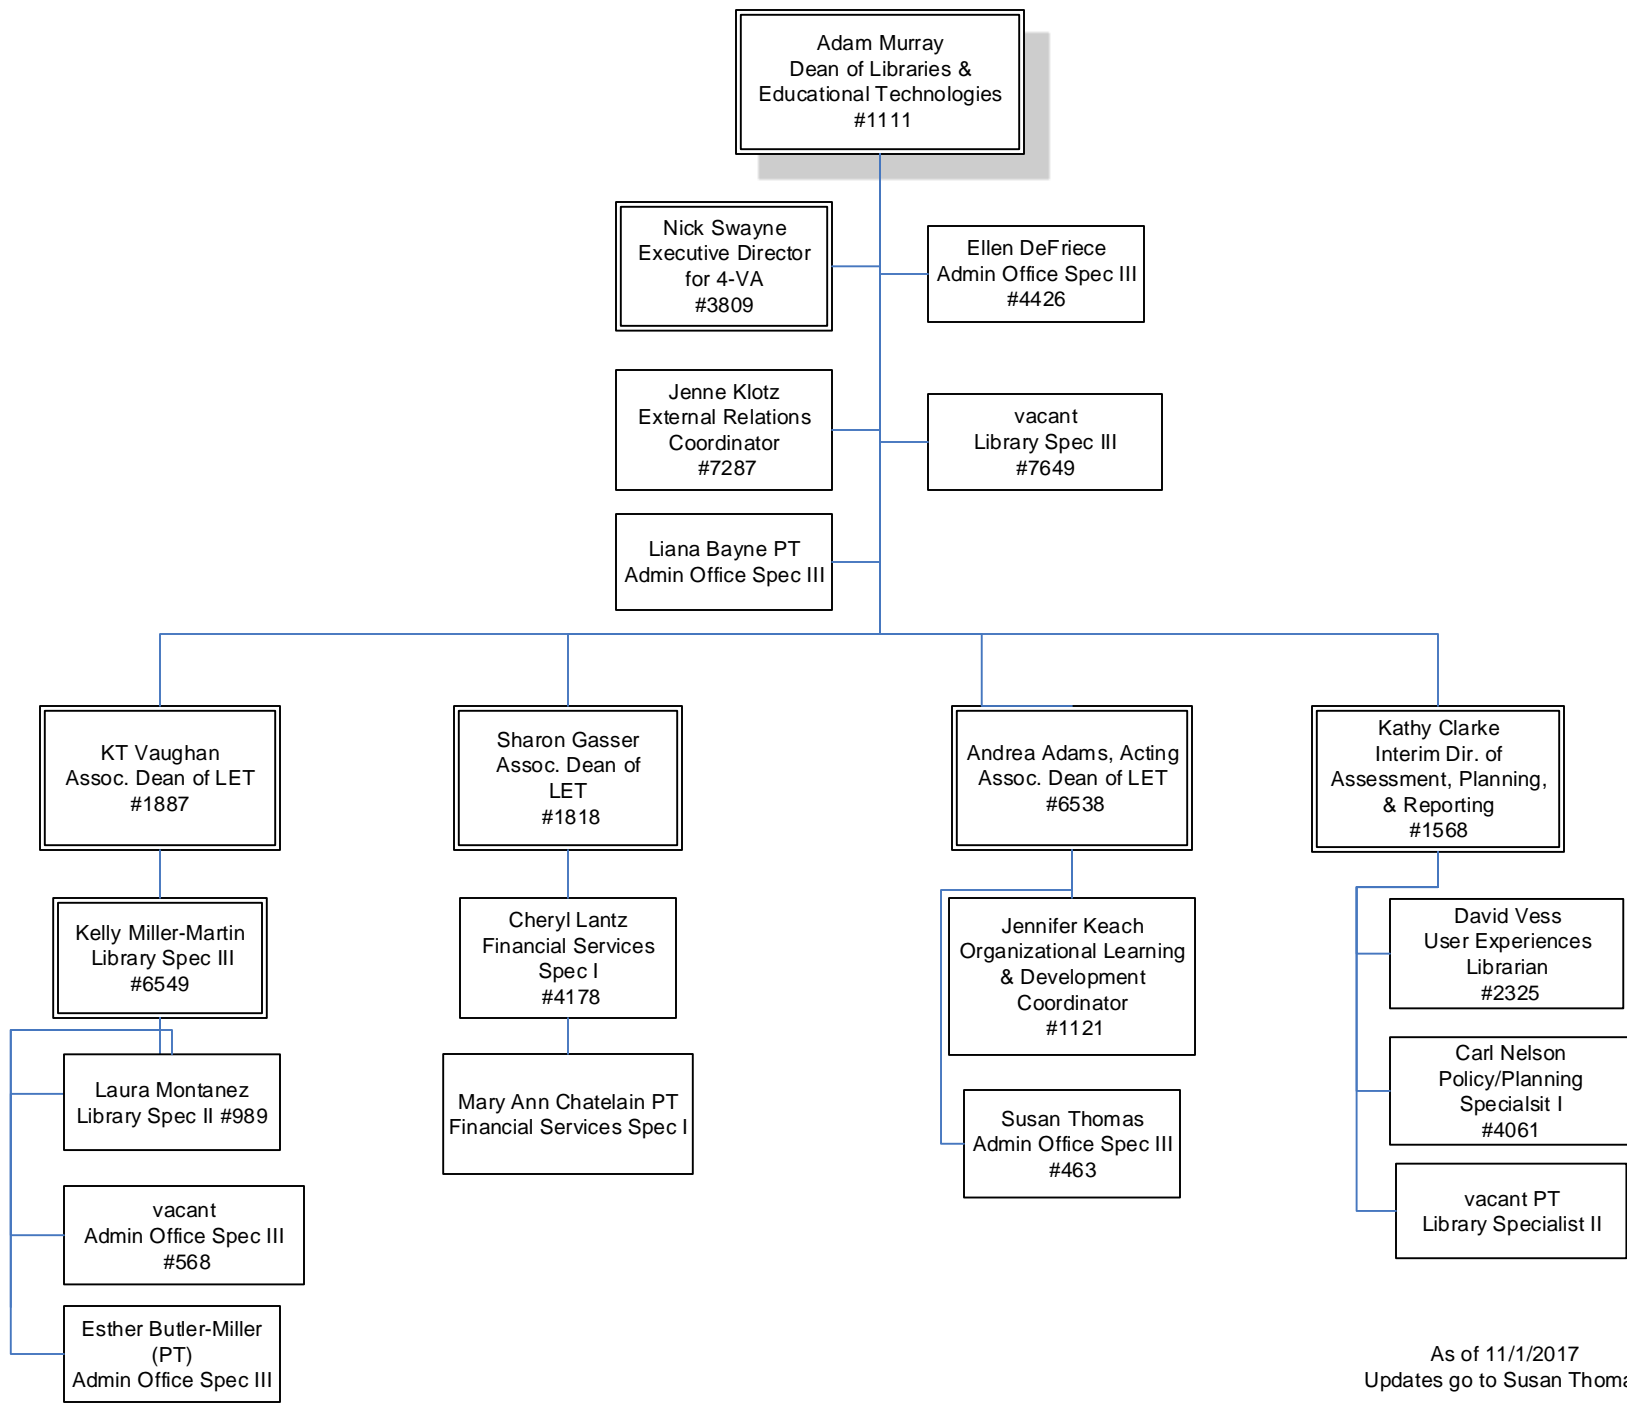 Adam Murray
Dean of Libraries &
Educational Technologies
#1111
Nick Swayne
Executive Director
for 4-VA
#3809
Ellen DeFriece
Admin Office Spec III
#4426
Jenne Klotz
External Relations
Coordinator
#7287
vacant
Library Spec III
#7649
Liana Bayne PT
Admin Office Spec III
KT Vaughan
Assoc. Dean of LET
#1887
Sharon Gasser
Assoc. Dean of
LET
#1818
Andrea Adams, Acting
Assoc. Dean of LET
#6538
Kathy Clarke
Interim Dir. of
Assessment, Planning,
& Reporting
#1568
Kelly Miller-Martin
Library Spec III
#6549
Cheryl Lantz
Financial Services
Spec I
#4178
Jennifer Keach
Organizational Learning
& Development
Coordinator
#1121
David Vess
User Experiences
Librarian
#2325
Laura Montanez
Library Spec II #989
Mary Ann Chatelain PT
Financial Services Spec I
Susan Thomas
Admin Office Spec III
#463
Carl Nelson
Policy/Planning
Specialsit I
#4061
vacant
Admin Office Spec III
#568
vacant PT
Library Specialist II
Esther Butler-Miller
(PT)
Admin Office Spec III
As of 11/1/2017
Updates go to Susan Thoma